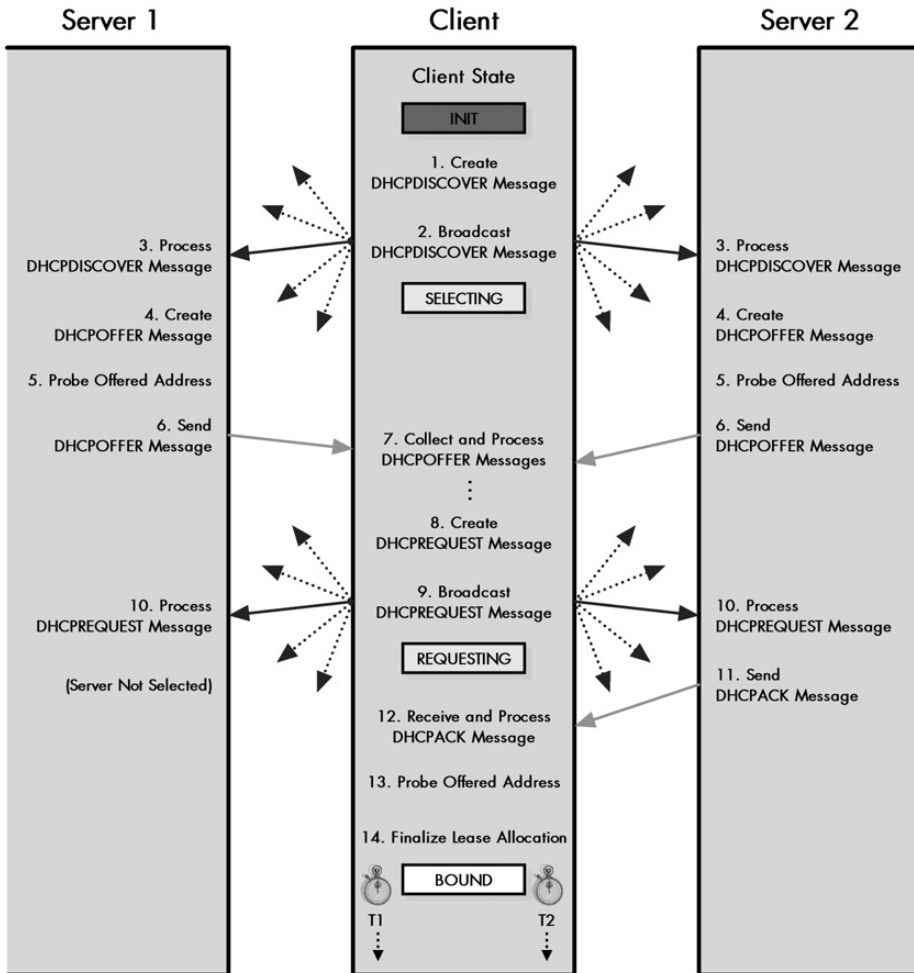 Server 1
Client
Server 2
Client State
INIT
1. Create
DHCPDISCOVER Message
2. Broadcast
DHCPDISCOVER Message
3. Process
DHCPDISCOVER Message
3. Process
DHCPDISCOVER Message
SELECTING
4. Create
DHCPOFFER Message
4. Create
DHCPOFFER Message
5. Probe Offered Address
5. Probe Offered Address
6. Send
DHCPOFFER Message
6. Send
DHCPOFFER Message
7. Collect and Process
DHCPOFFER Messages
8. Create
DHCPREQUEST Message
9. Broadcast
DHCPREQUEST Message
10. Process
DHCPREQUEST Message
10. Process
DHCPREQUEST Message
REQUESTING
(Server Not Selected)
11. Send
DHCPACK Message
12. Receive and Process
DHCPACK Message
13. Probe Offered Address
14. Finalize Lease Allocation
BOUND
T1
T2